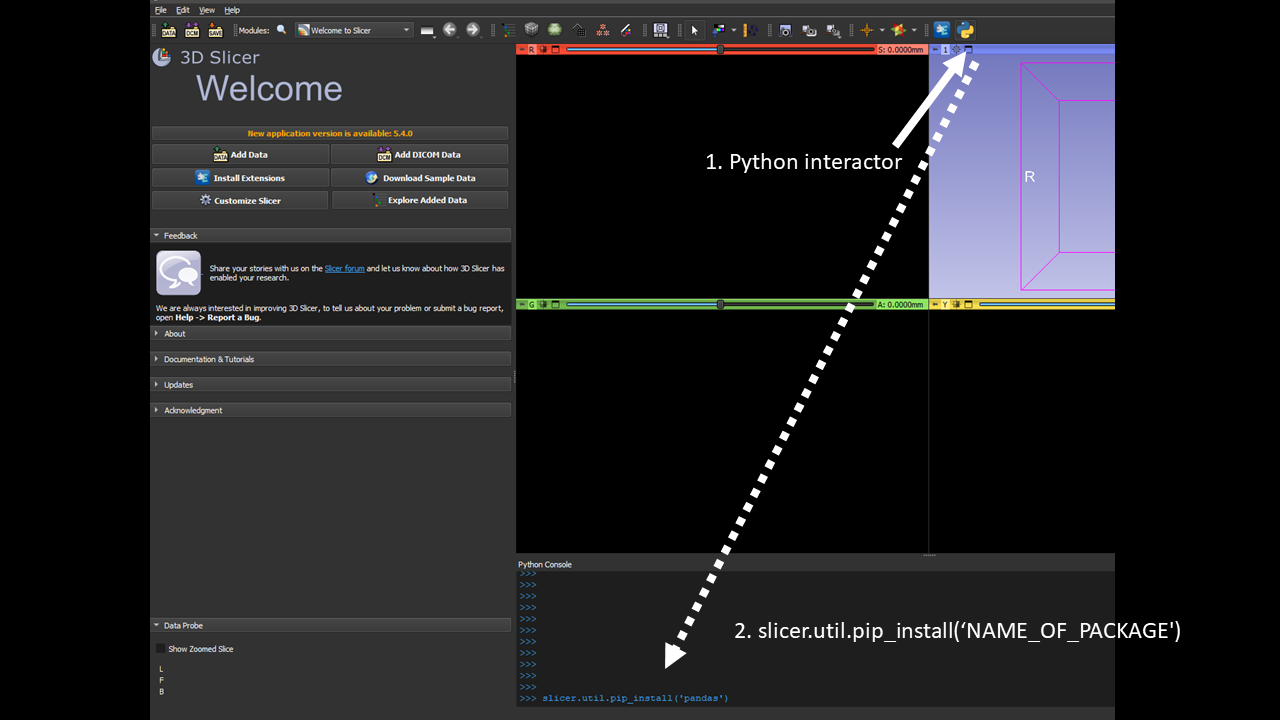 File Edit View Help
DATA DCM SAVE Modules: Welcome to Slicer
3D Slicer
Welcome
New application version is available: 5.4.0
DATA Add Data
DCM Add DICOM Data
Install Extensions
Download Sample Data
Customize Slicer
Explore Added Data
Feedback
Share your stories with us on the Slicer forum and let us know about how 3D Slicer has
enabled your research.
We are always interested in improving 3D Slicer, to tell us about your problem or submit a bug report,
open Help -> Report a Bug.
About
Documentation & Tutorials
Updates
Acknowledgment
Data Probe
Show Zoomed Slice
L
F
B
R S: 0.0000mm
1
1. Python interactor
R
G A: 0.0000mm
Y
Python Console
>>>
>>>
>>>
>>>
>>>
>>>
>>>
>>>
>>>
>>>
>>>
2. slicer.util.pip_install(‘NAME_OF_PACKAGE')
>>> slicer.util.pip_install('pandas')